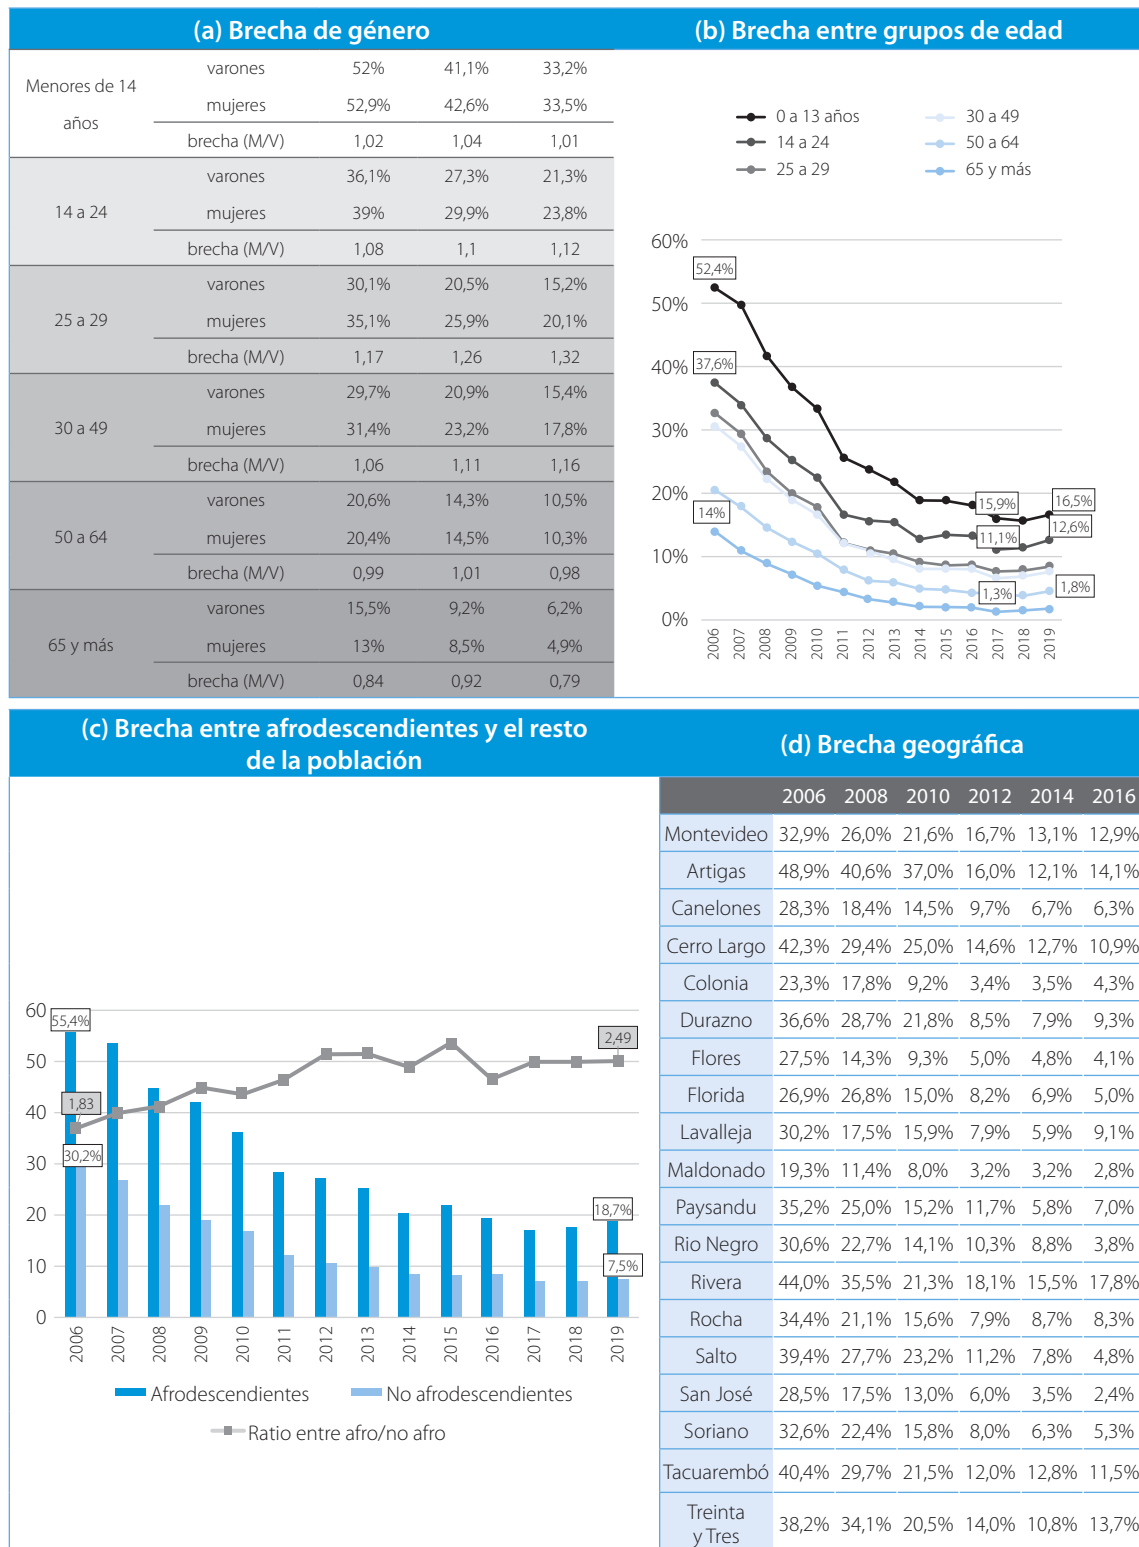 (a) Brecha de género
Menores de 14
años
varones 52% 41,1% 33,2%
mujeres 52,9% 42,6% 33,5%
brecha (M/V) 1,02 1,04 1,01
14 a 24
varones 36,1% 27,3% 21,3%
mujeres 39% 29,9% 23,8%
brecha (M/V) 1,08 1,1 1,12
25 a 29
varones 30,1% 20,5% 15,2%
mujeres 35,1% 25,9% 20,1%
brecha (M/V) 1,17 1,26 1,32
30 a 49
varones 29,7% 20,9% 15,4%
mujeres 31,4% 23,2% 17,8%
brecha (M/V) 1,06 1,11 1,16
50 a 64
varones 20,6% 14,3% 10,5%
mujeres 20,4% 14,5% 10,3%
brecha (M/V) 0,99 1,01 0,98
65 y más
varones 15,5% 9,2% 6,2%
mujeres 13% 8,5% 4,9%
brecha (M/V) 0,84 0,92 0,79
(b) Brecha entre grupos de edad
0 a 13 años 30 a 49
14 a 24 50 a 64
25 a 29 65 y más
60%
52,4%
50%
40%
37,6%
30%
20%
15,9% 16,5%
14%
11,1% 12,6%
10%
1,3% 1,8%
0%
2006 2007 2008 2009 2010 2011 2012 2013 2014 2015 2016 2017 2018 2019
(c) Brecha entre afrodescendientes y el resto
de la población
60
55,4%
2,49
50
40
1,83
30,2%
30
20
18,7%
10
7,5%
0
2006 2007 2008 2009 2010 2011 2012 2013 2014 2015 2016 2017 2018 2019
Afrodescendientes No afrodescendientes
Ratio entre afro/no afro
(d) Brecha geográfica
2006 2008 2010 2012 2014 2016
Montevideo 32,9% 26,0% 21,6% 16,7% 13,1% 12,9%
Artigas 48,9% 40,6% 37,0% 16,0% 12,1% 14,1%
Canelones 28,3% 18,4% 14,5% 9,7% 6,7% 6,3%
Cerro Largo 42,3% 29,4% 25,0% 14,6% 12,7% 10,9%
Colonia 23,3% 17,8% 9,2% 3,4% 3,5% 4,3%
Durazno 36,6% 28,7% 21,8% 8,5% 7,9% 9,3%
Flores 27,5% 14,3% 9,3% 5,0% 4,8% 4,1%
Florida 26,9% 26,8% 15,0% 8,2% 6,9% 5,0%
Lavalleja 30,2% 17,5% 15,9% 7,9% 5,9% 9,1%
Maldonado 19,3% 11,4% 8,0% 3,2% 3,2% 2,8%
Paysandu 35,2% 25,0% 15,2% 11,7% 5,8% 7,0%
Rio Negro 30,6% 22,7% 14,1% 10,3% 8,8% 3,8%
Rivera 44,0% 35,5% 21,3% 18,1% 15,5% 17,8%
Rocha 34,4% 21,1% 15,6% 7,9% 8,7% 8,3%
Salto 39,4% 27,7% 23,2% 11,2% 7,8% 4,8%
San José 28,5% 17,5% 13,0% 6,0% 3,5% 2,4%
Soriano 32,6% 22,4% 15,8% 8,0% 6,3% 5,3%
Tacuarembó 40,4% 29,7% 21,5% 12,0% 12,8% 11,5%
Treinta
y Tres 38,2% 34,1% 20,5% 14,0% 10,8% 13,7%